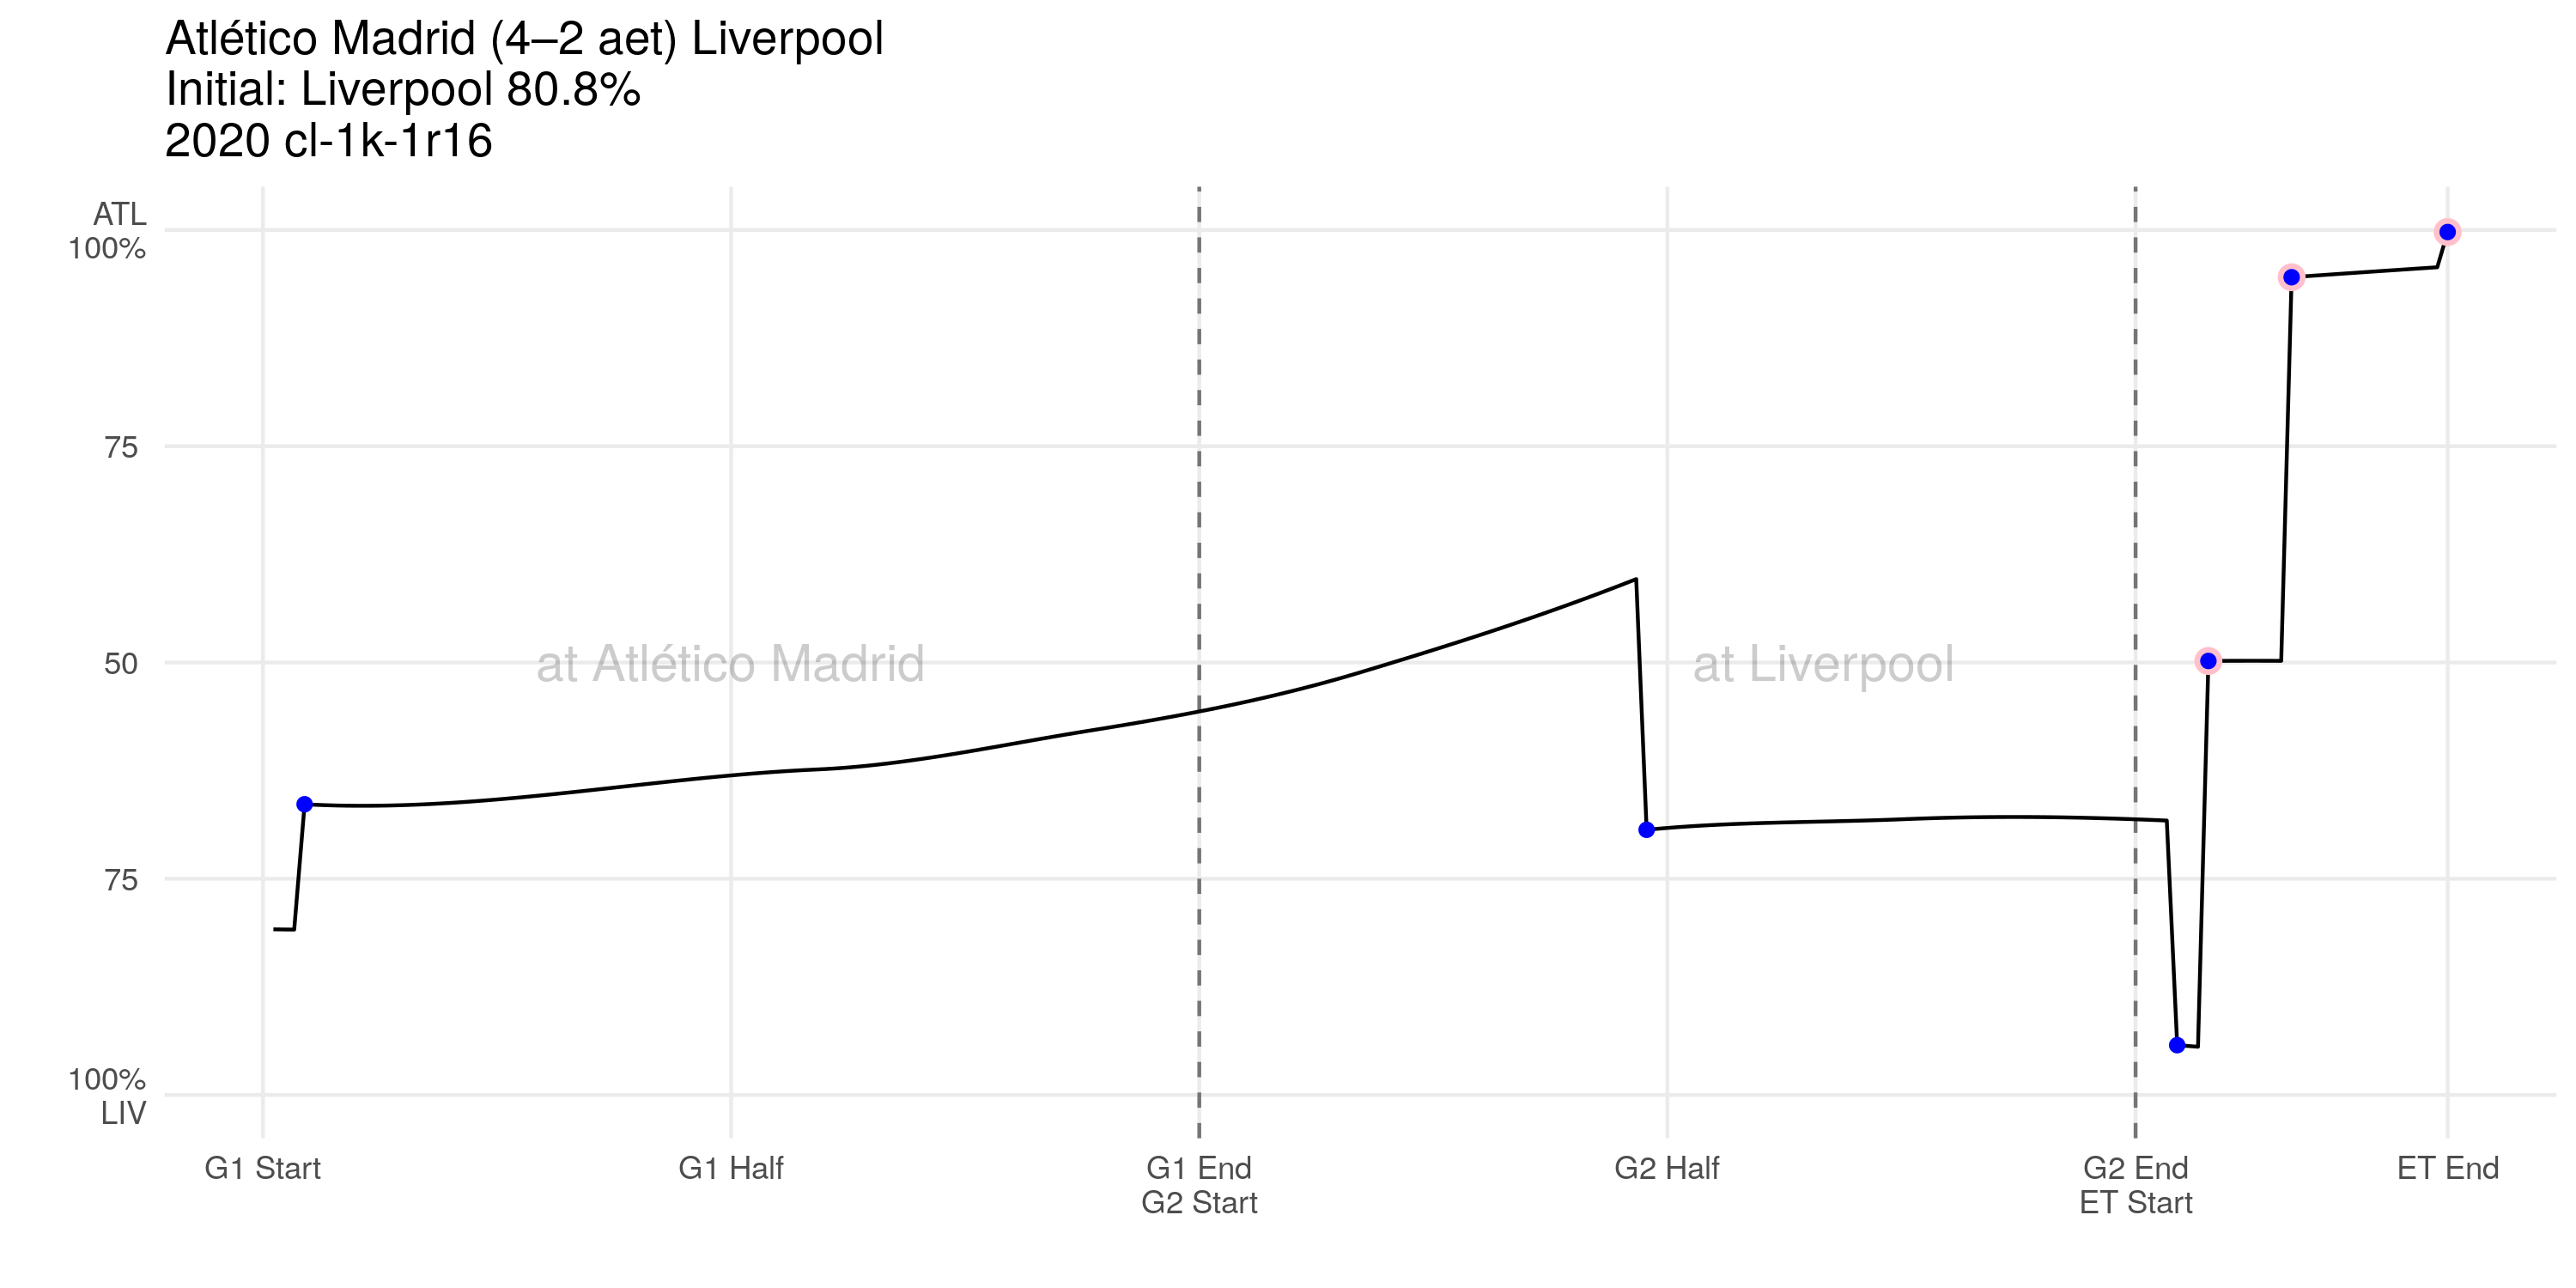 Atlético Madrid (4–2 aet) Liverpool
Initial: Liverpool 80.8%
2020 cl-1k-1r16
ATL
100%
75
50
75
100%
LIV
at Atlético Madrid
at Liverpool
G1 Start
G1 Half
G1 End
G2 Start
G2 Half
G2 End
ET Start
ET End